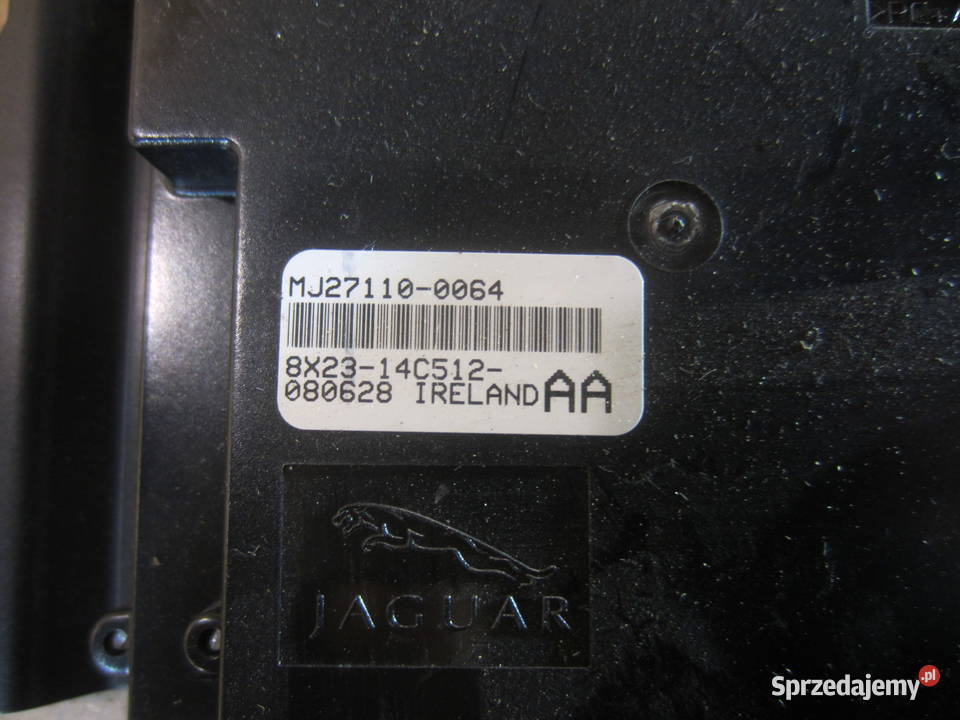 MJ27110-0064
8X23-14C512-
080628 IRELAND AA
JAGUAR
Sprzedajemy.pl